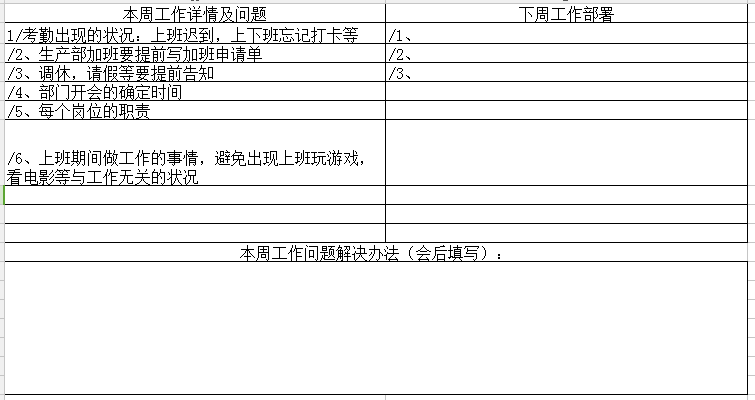 本周工作详情及问题 下周工作部署
1/考勤出现的状况：上班迟到，上下班忘记打卡等 /1、
/2、生产部加班要提前写加班申请单 /2、
/3、调休，请假等要提前告知 /3、
/4、部门开会的确定时间
/5、每个岗位的职责
/6、上班期间做工作的事情，避免出现上班玩游戏，
看电影等与工作无关的状况
本周工作问题解决办法（会后填写）：